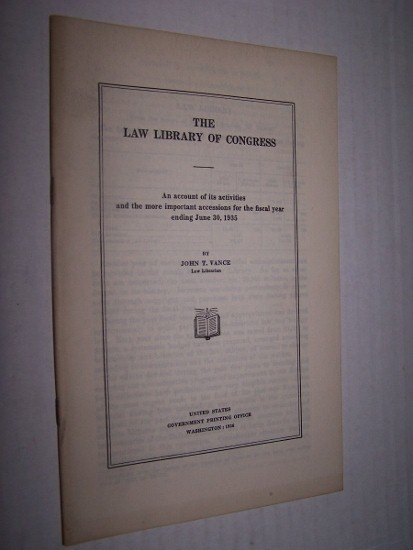 THE
LAW LIBRARY OF CONGRESS
An account of its activities
and the more important accessions for the fiscal year
ending June 30, 1935
BY
JOHN T. VANCE
Law Librarian
UNITED STATES
GOVERNMENT PRINTING OFFICE
WASHINGTON :